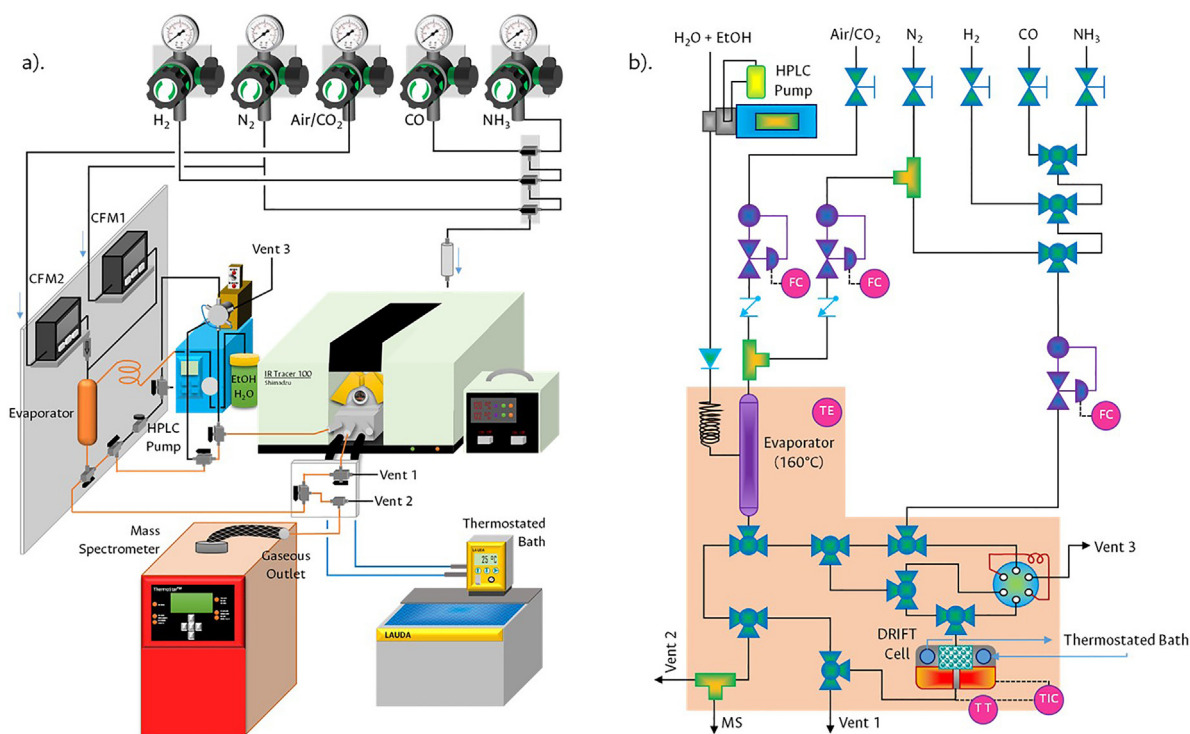 a).
H₂
N₂
Air/CO₂
CO
NH₃
CFM1
CFM2
Vent 3
EtOH
H₂O
IR Tracer 100
Shimadzu
Evaporator
HPLC
Pump
Vent 1
Vent 2
Mass
Spectrometer
Gaseous
Outlet
Thermostated
Bath
LAUDA
25 °C
LAUDA
b).
H₂O + EtOH
Air/CO₂
N₂
H₂
CO
NH₃
HPLC
Pump
FC
FC
FC
TE
Evaporator
(160°C)
Vent 3
DRIFT
Cell
Thermostated Bath
Vent 2
TT
TIC
MS
Vent 1